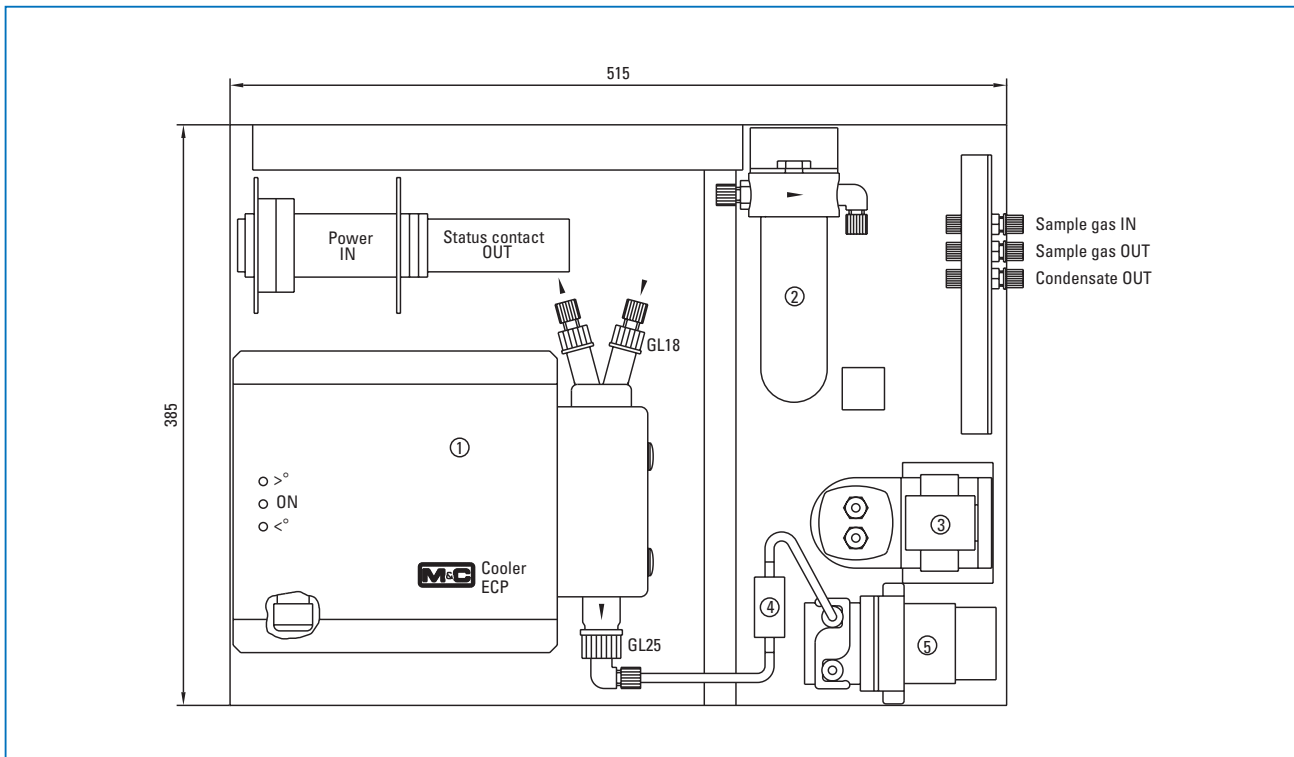 515
385
Power
IN
Status contact
OUT
Sample gas IN
Sample gas OUT
Condensate OUT
②
GL18
①
>°
ON
<°
③
M&C Cooler
ECP
④
GL25
⑤